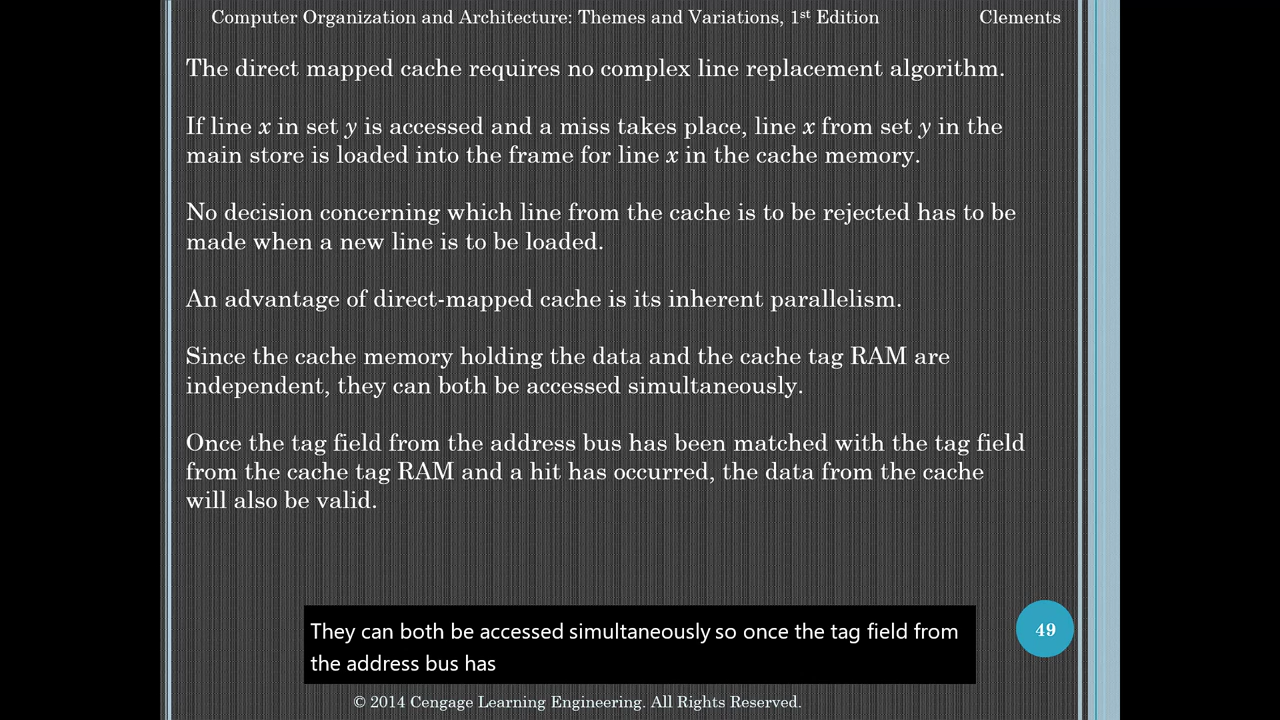 Computer Organization and Architecture: Themes and Variations, 1st Edition Clements
The direct mapped cache requires no complex line replacement algorithm.
If line x in set y is accessed and a miss takes place, line x from set y in the
main store is loaded into the frame for line x in the cache memory.
No decision concerning which line from the cache is to be rejected has to be
made when a new line is to be loaded.
An advantage of direct-mapped cache is its inherent parallelism.
Since the cache memory holding the data and the cache tag RAM are
independent, they can both be accessed simultaneously.
Once the tag field from the address bus has been matched with the tag field
from the cache tag RAM and a hit has occurred, the data from the cache
will also be valid.
They can both be accessed simultaneously so once the tag field from
the address bus has
49
© 2014 Cengage Learning Engineering. All Rights Reserved.